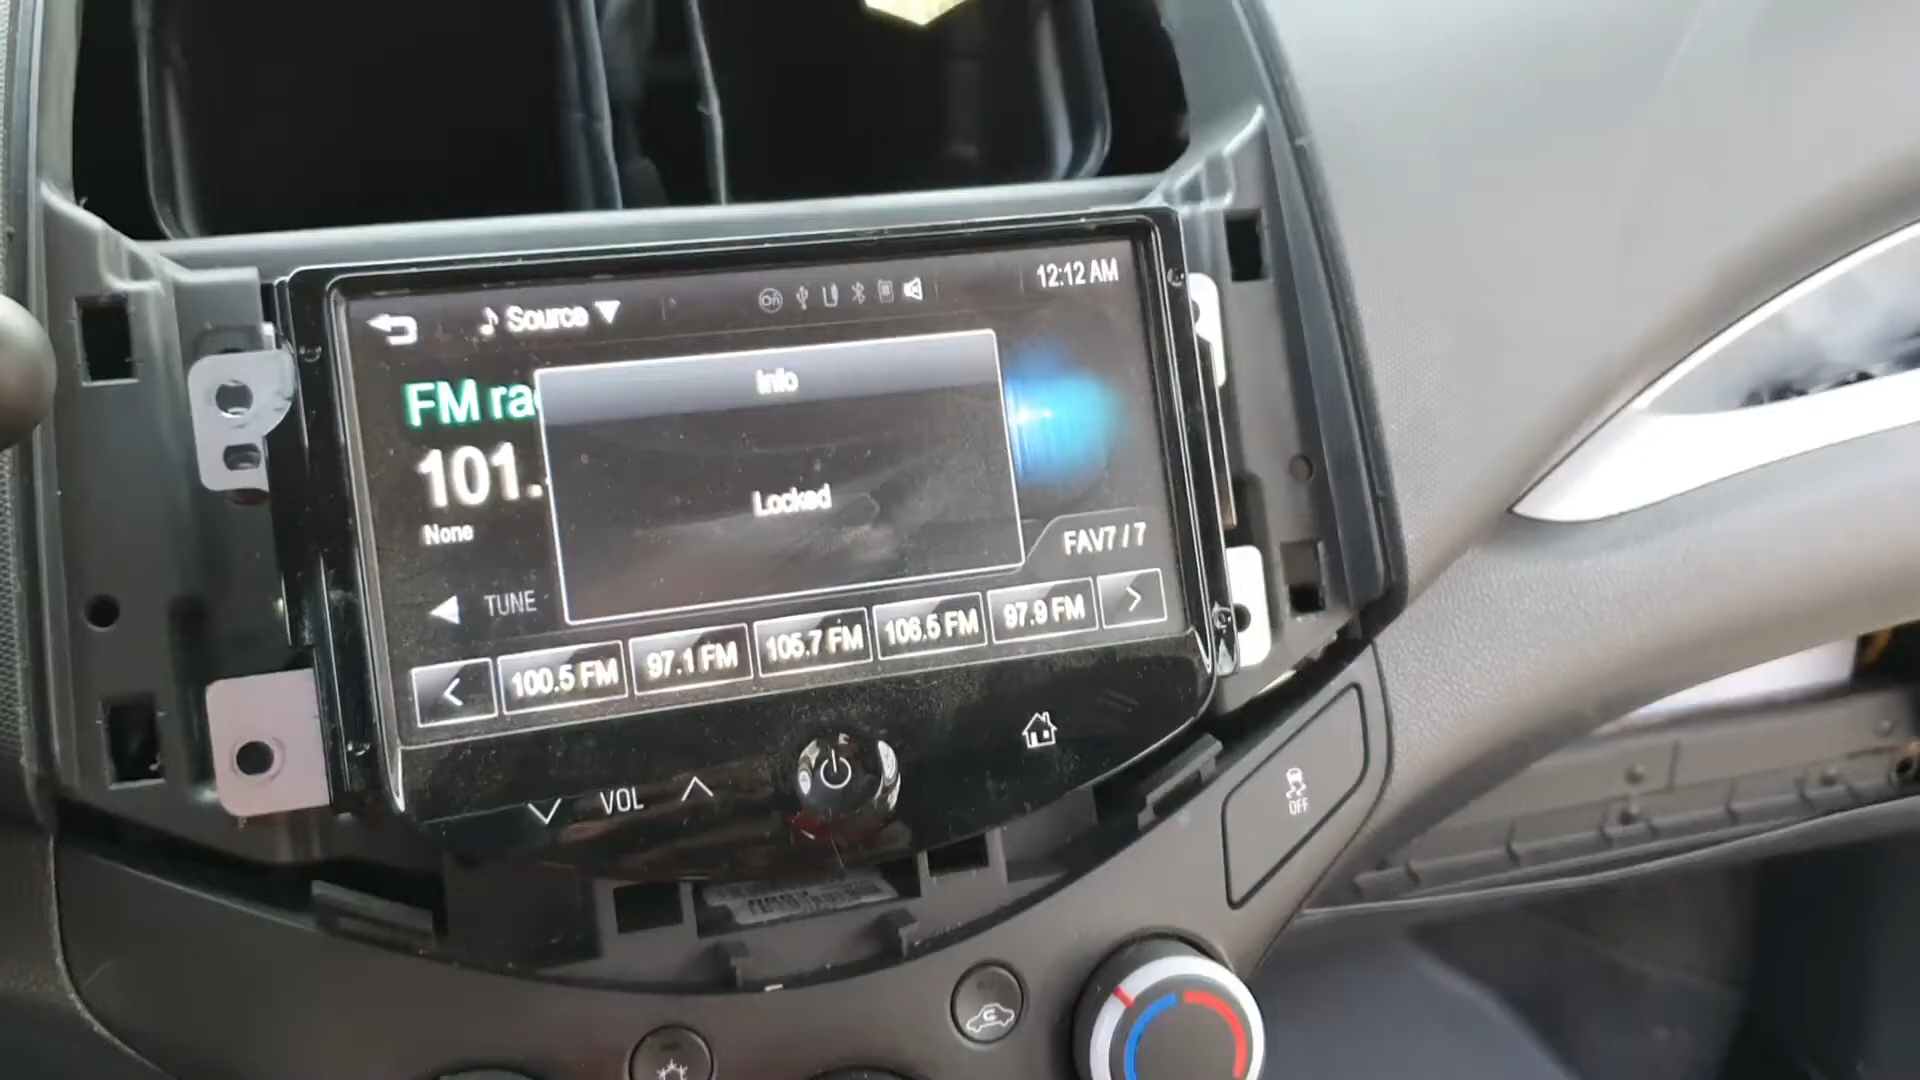 Source
12:12 AM
Info
FM ra
101.
Locked
None
FAV7 / 7
TUNE
100.5 FM
97.1 FM
105.7 FM
106.5 FM
97.9 FM
VOL
OFF